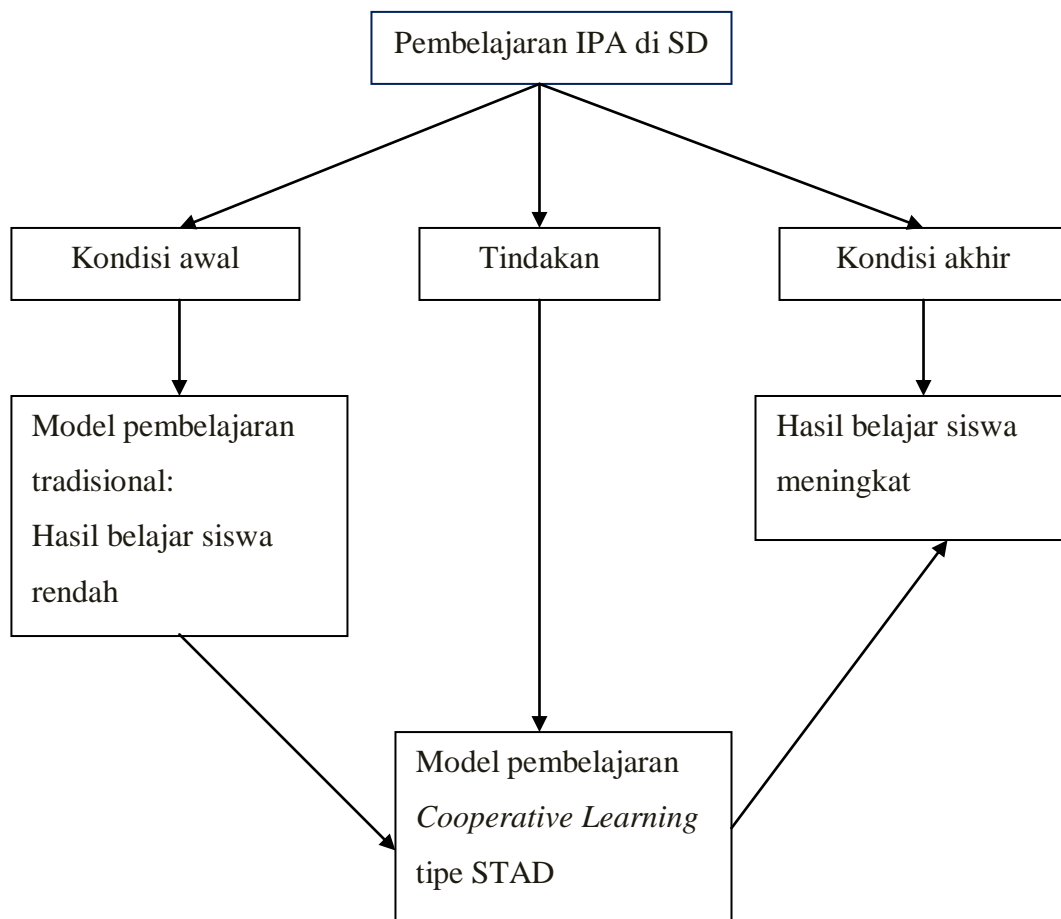 Pembelajaran IPA di SD
Kondisi awal
Tindakan
Kondisi akhir
Model pembelajaran
tradisional:
Hasil belajar siswa
rendah
Hasil belajar siswa
meningkat
Model pembelajaran
Cooperative Learning
tipe STAD